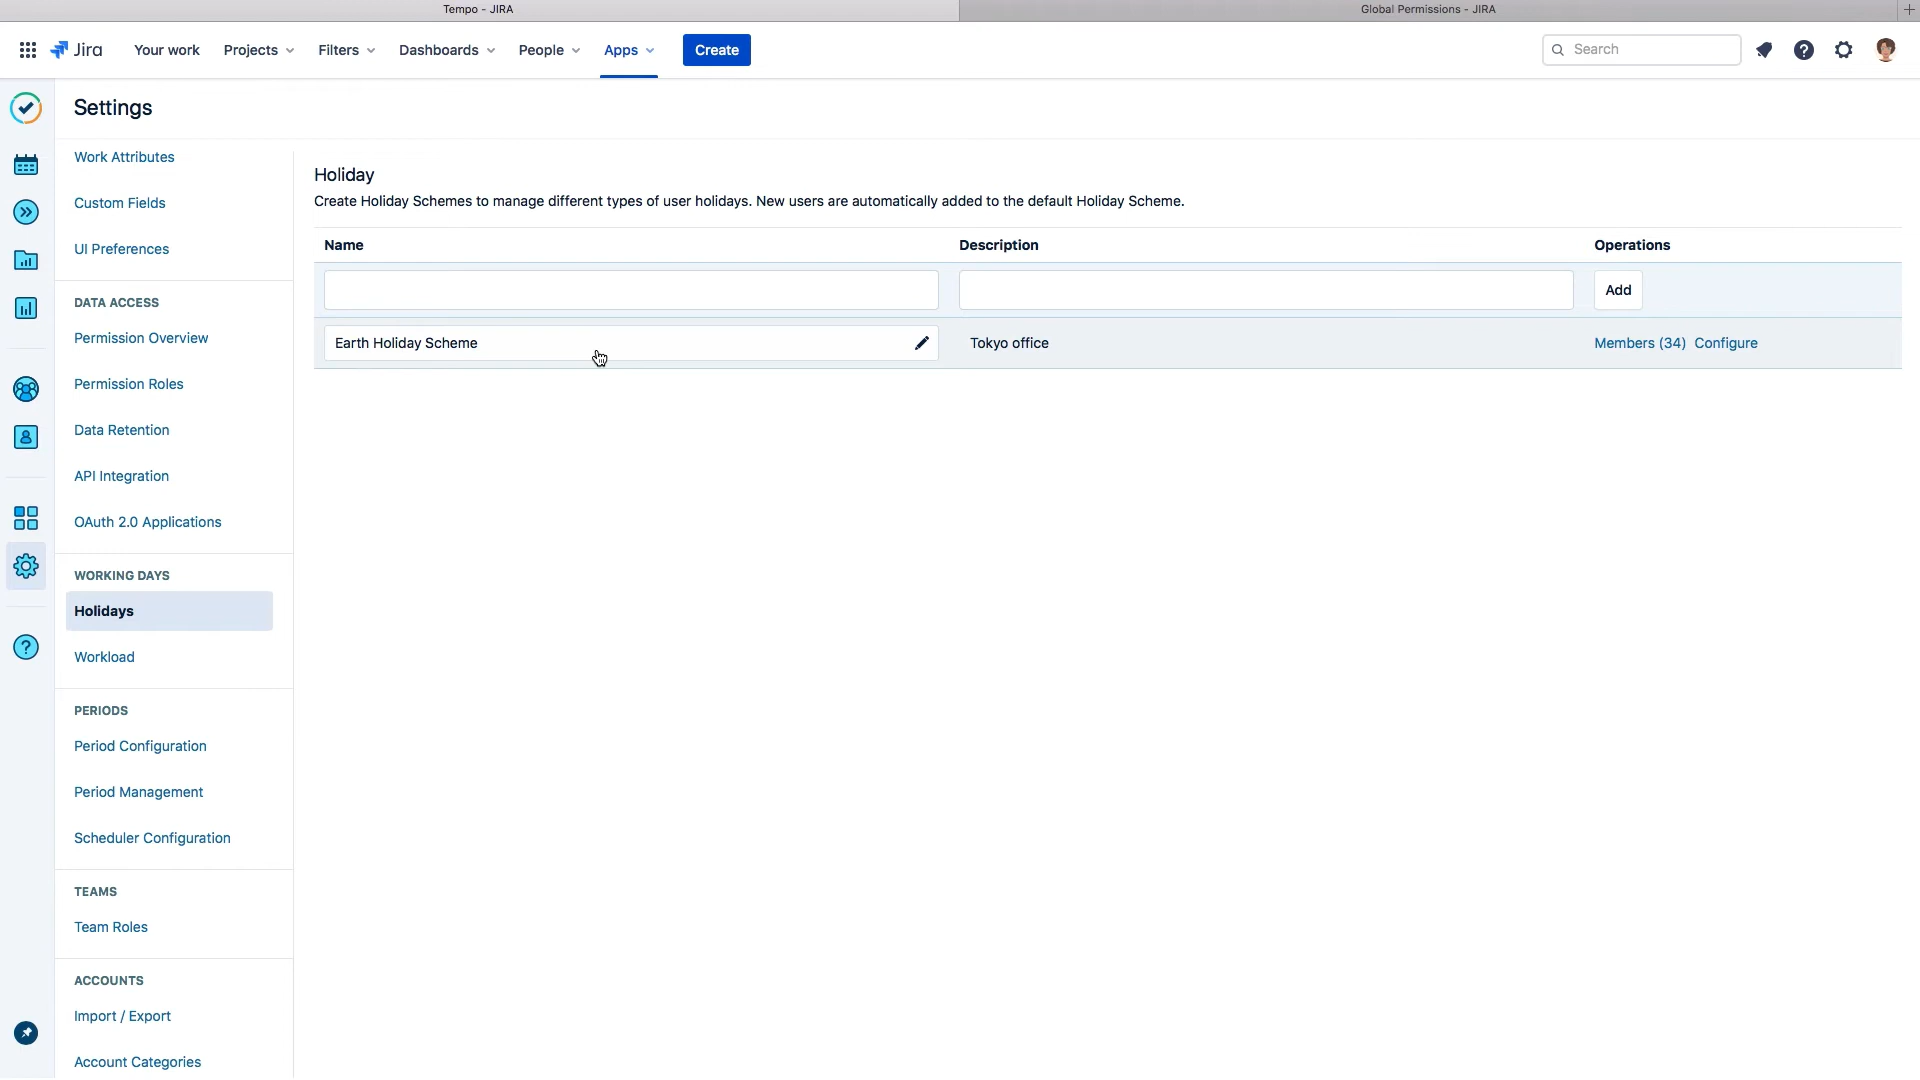 Tempo - JIRA
Global Permissions - JIRA
+
Jira
Your work
Projects
Filters
Dashboards
People
Apps
Create
Search
Settings
Work Attributes
Custom Fields
UI Preferences
DATA ACCESS
Permission Overview
Permission Roles
Data Retention
API Integration
OAuth 2.0 Applications
WORKING DAYS
Holidays
Workload
PERIODS
Period Configuration
Period Management
Scheduler Configuration
TEAMS
Team Roles
ACCOUNTS
Import / Export
Account Categories
Holiday
Create Holiday Schemes to manage different types of user holidays. New users are automatically added to the default Holiday Scheme.
Name
Description
Operations
Add
Earth Holiday Scheme
Tokyo office
Members (34) Configure